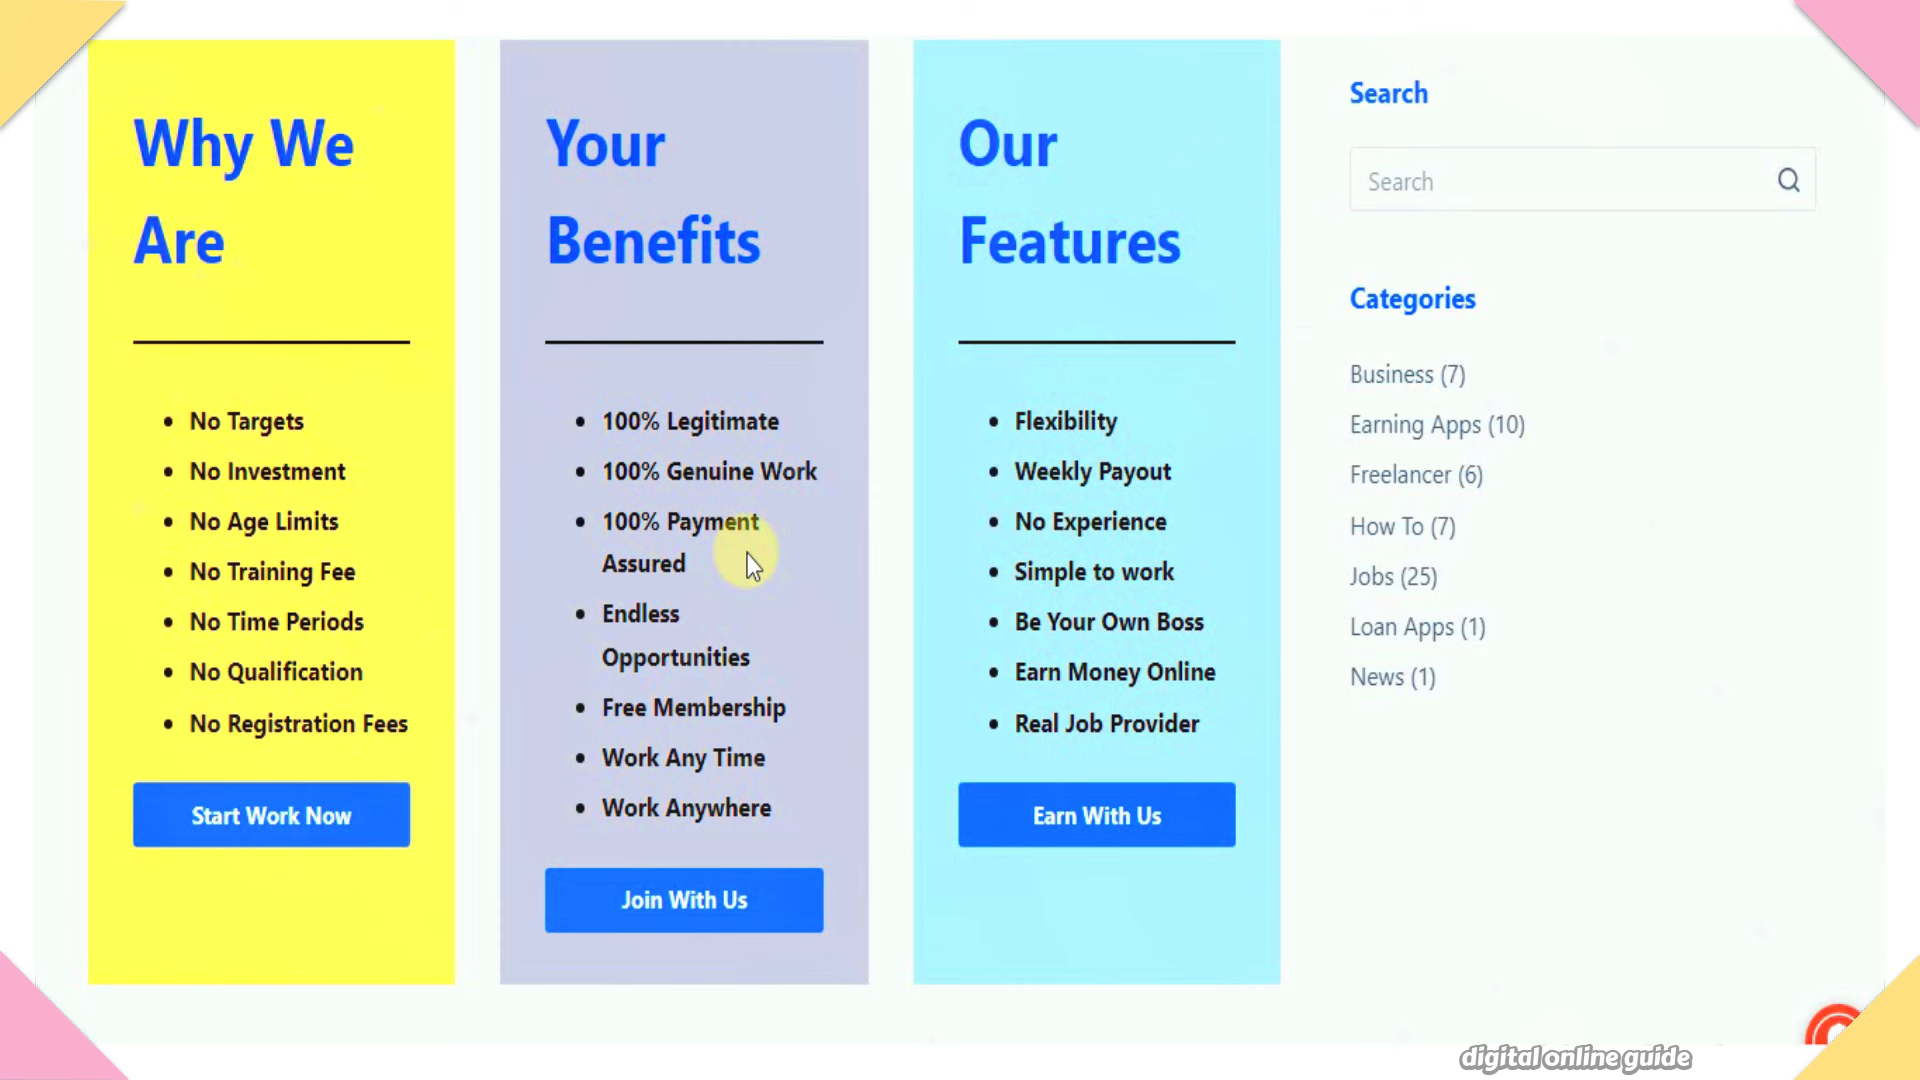 Why We
Are
No Targets
No Investment
No Age Limits
No Training Fee
No Time Periods
No Qualification
No Registration Fees
Start Work Now
Your
Benefits
100% Legitimate
100% Genuine Work
100% Payment
Assured
Endless
Opportunities
Free Membership
Work Any Time
Work Anywhere
Join With Us
Our
Features
Flexibility
Weekly Payout
No Experience
Simple to work
Be Your Own Boss
Earn Money Online
Real Job Provider
Earn With Us
Search
Search
Categories
Business (7)
Earning Apps (10)
Freelancer (6)
How To (7)
Jobs (25)
Loan Apps (1)
News (1)
digital online guide